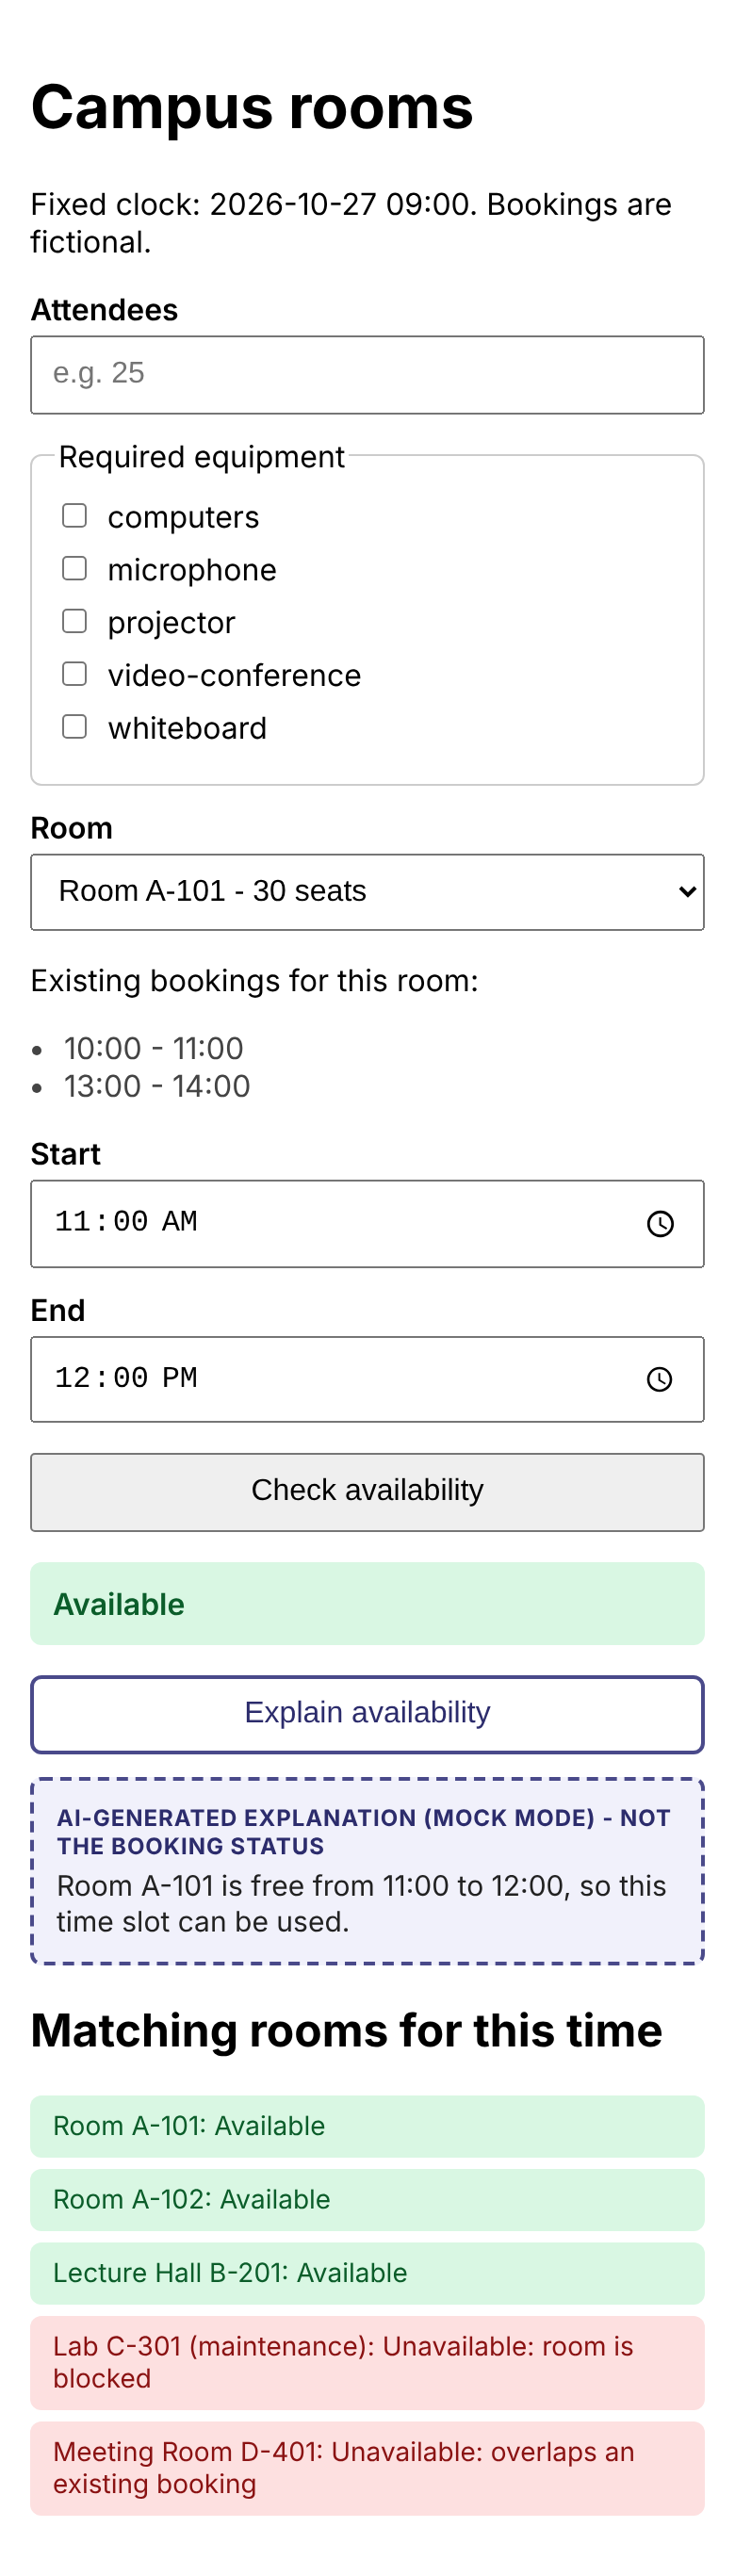 Campus rooms
Fixed clock: 2026-10-27 09:00. Bookings are
fictional.
Attendees
e.g. 25
Required equipment
computers
microphone
projector
video-conference
whiteboard
Room
Room A-101 - 30 seats
Existing bookings for this room:
• 10:00 - 11:00
• 13:00 - 14:00
Start
11:00 AM
End
12:00 PM
Check availability
Available
Explain availability
AI-GENERATED EXPLANATION (MOCK MODE) - NOT
THE BOOKING STATUS
Room A-101 is free from 11:00 to 12:00, so this
time slot can be used.
Matching rooms for this time
Room A-101: Available
Room A-102: Available
Lecture Hall B-201: Available
Lab C-301 (maintenance): Unavailable: room is
blocked
Meeting Room D-401: Unavailable: overlaps an
existing booking